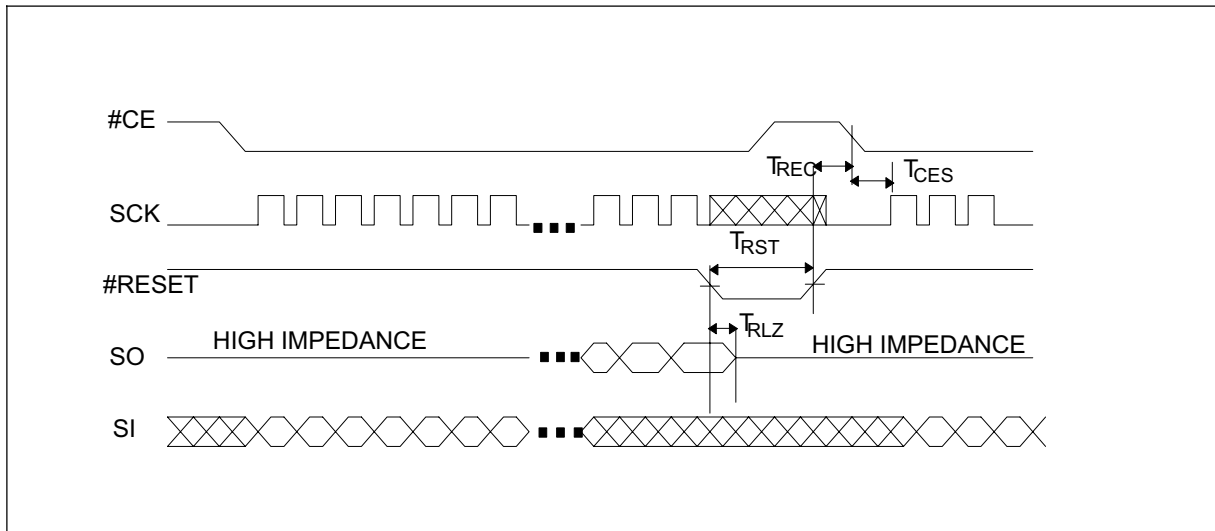 #CE
TREC
TCES
SCK
TRST
#RESET
TRLZ
HIGH IMPEDANCE
HIGH IMPEDANCE
SO
SI